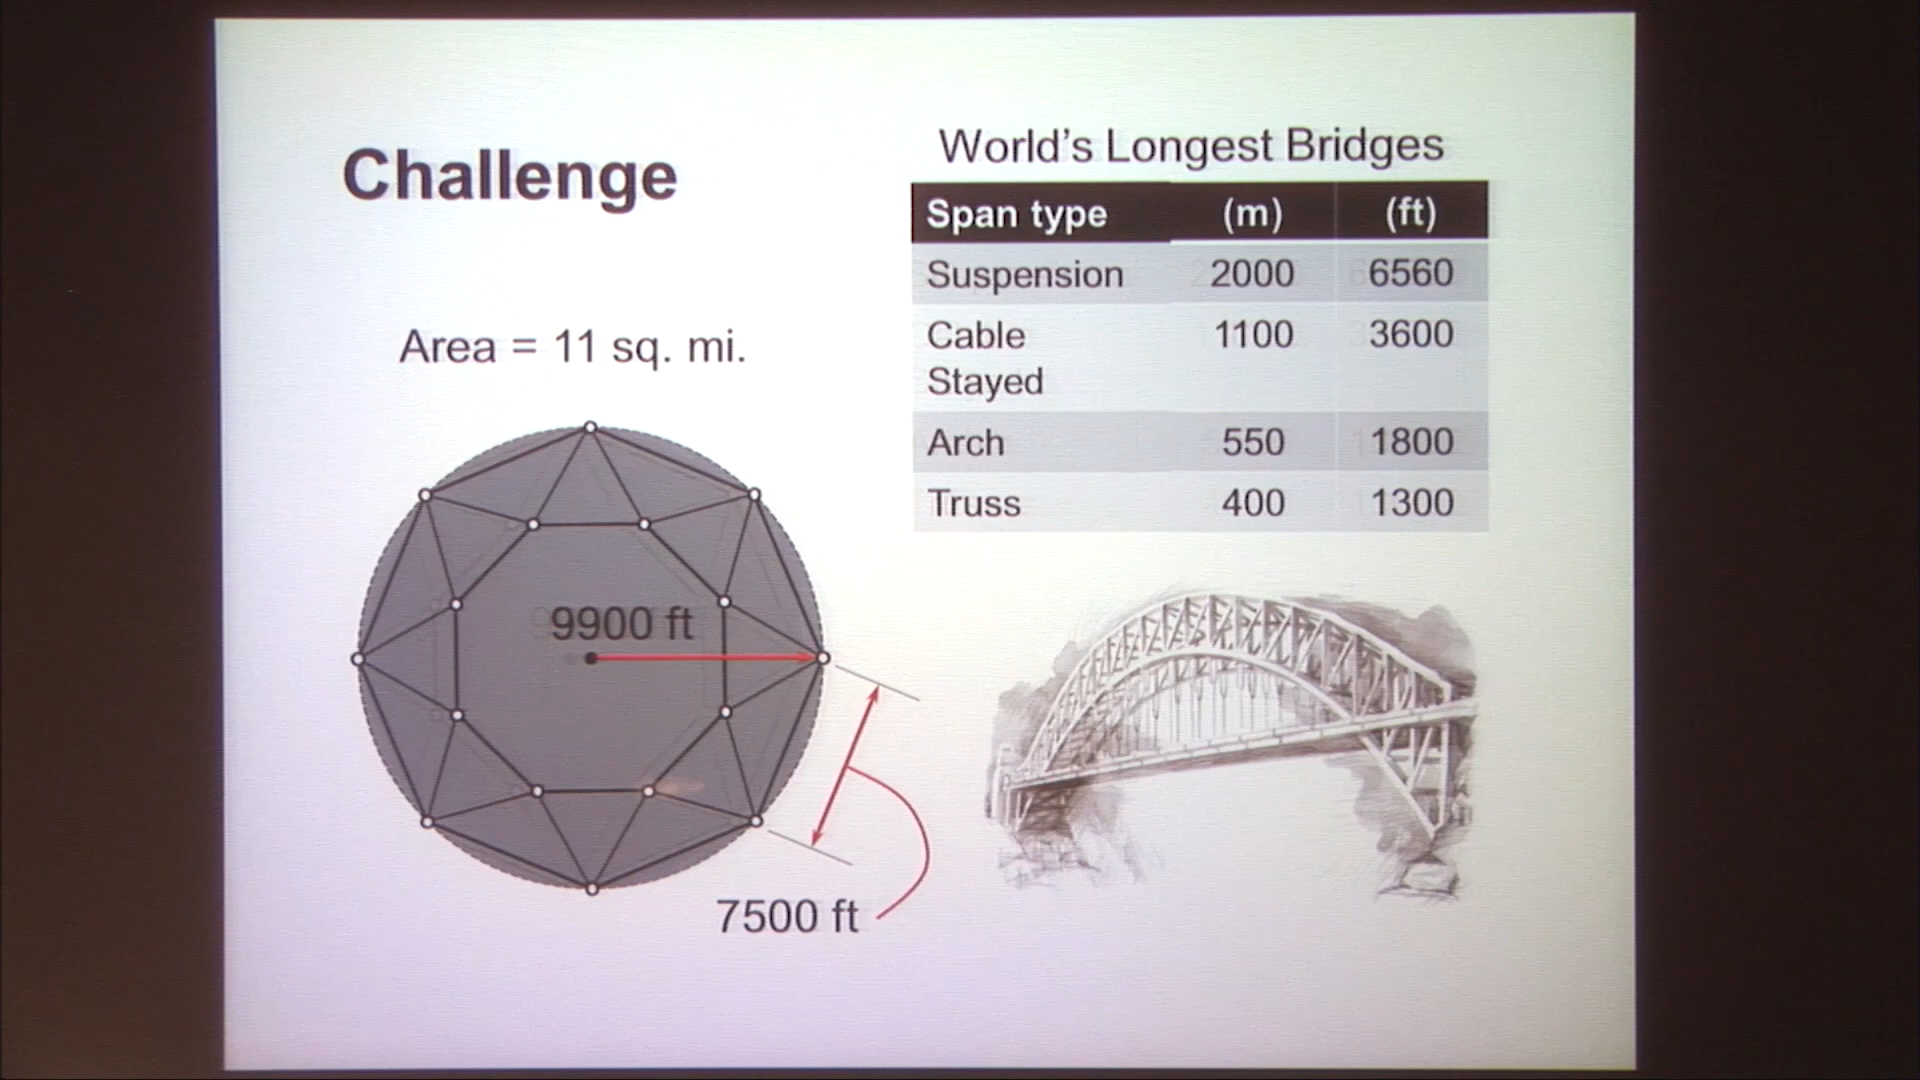 Challenge
Area = 11 sq. mi.
9900 ft
7500 ft
World's Longest Bridges
Span type (m) (ft)
Suspension 2000 6560
Cable 1100 3600
Stayed
Arch 550 1800
Truss 400 1300